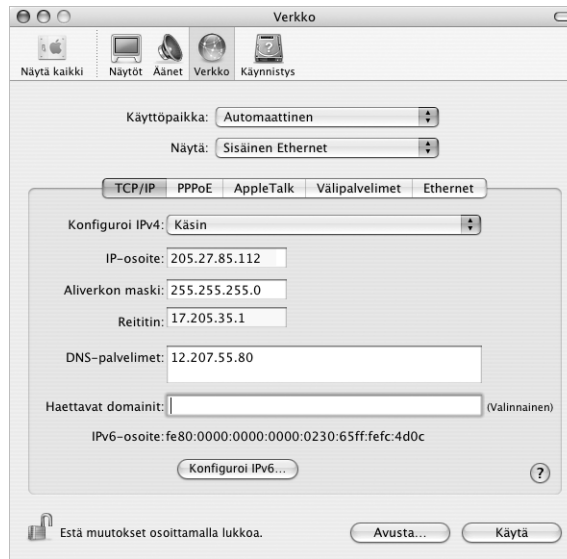 Verkko
Näytä kaikki Näytöt Äänet Verkko Käynnistys
Käyttöpaikka: Automaattinen
Näytä: Sisäinen Ethernet
TCP/IP PPPoE AppleTalk Välipalvelimet Ethernet
Konfiguroi IPv4: Käsin
IP-osoite: 205.27.85.112
Aliverkon maski: 255.255.255.0
Reititin: 17.205.35.1
DNS-palvelimet: 12.207.55.80
Haettavat domainit: (Valinnainen)
IPv6-osoite: fe80:0000:0000:0000:0230:65ff:fefc:4d0c
Konfiguroi IPv6... ?
Estä muutokset osoittamalla lukkoa. Avusta... Käytä